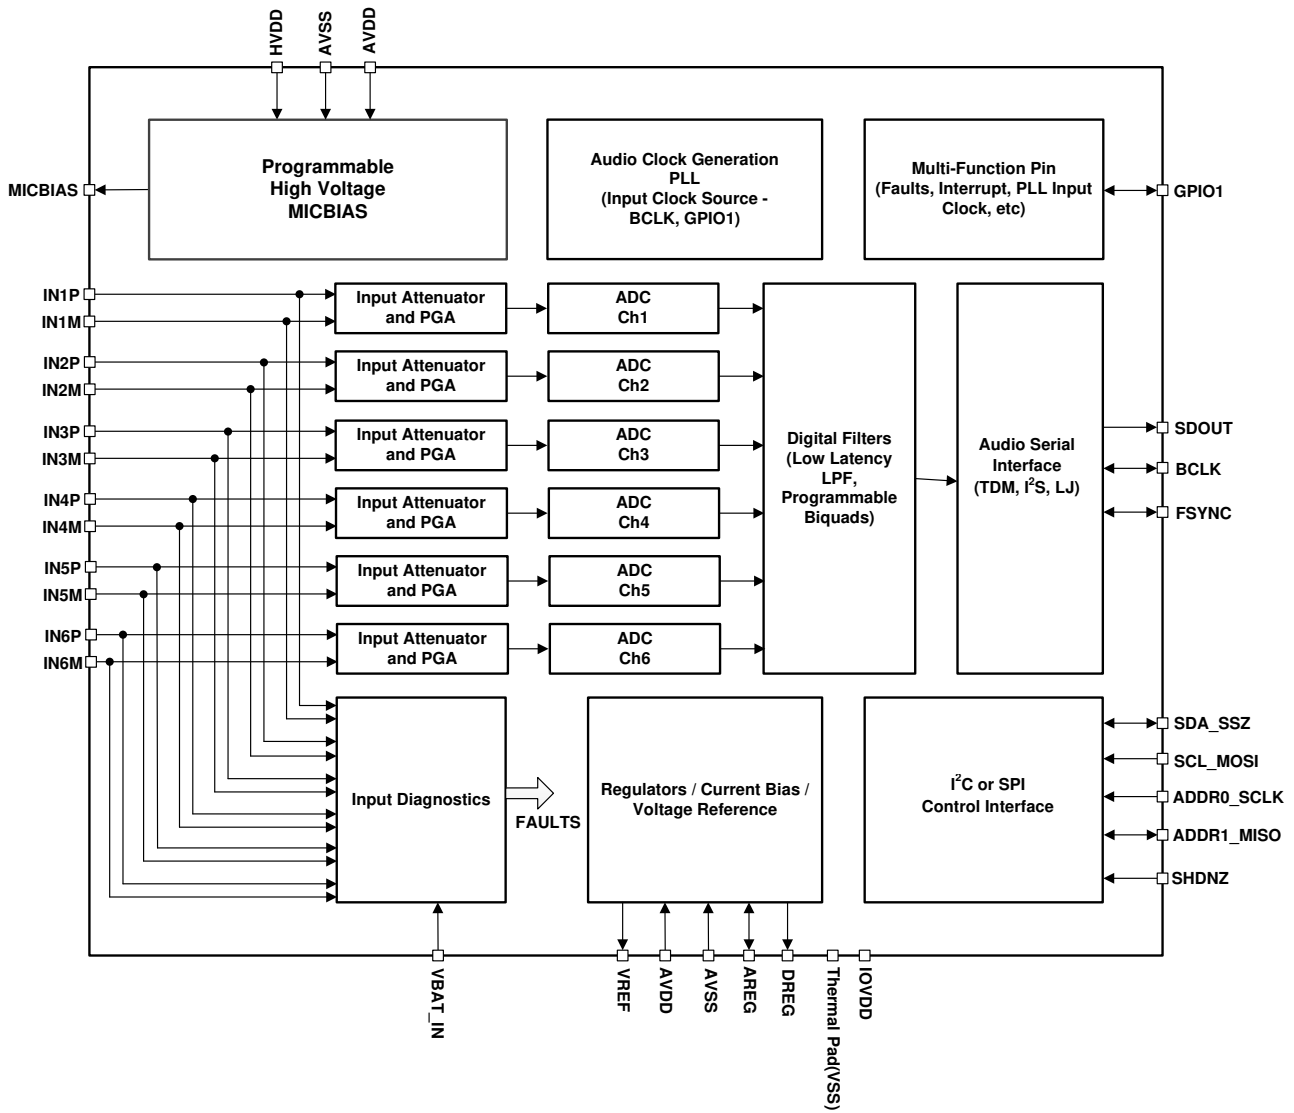 HVDD
AVSS
AVDD
Programmable
High Voltage
MICBIAS
Audio Clock Generation
PLL
(Input Clock Source -
BCLK, GPIO1)
Multi-Function Pin
(Faults, Interrupt, PLL Input
Clock, etc)
MICBIAS
GPIO1
IN1P
IN1M
IN2P
IN2M
IN3P
IN3M
IN4P
IN4M
IN5P
IN5M
IN6P
IN6M
Input Attenuator
and PGA
ADC
Ch1
Input Attenuator
and PGA
ADC
Ch2
Input Attenuator
and PGA
ADC
Ch3
Input Attenuator
and PGA
ADC
Ch4
Input Attenuator
and PGA
ADC
Ch5
Input Attenuator
and PGA
ADC
Ch6
Digital Filters
(Low Latency
LPF,
Programmable
Biquads)
Audio Serial
Interface
(TDM, I²S, LJ)
SDOUT
BCLK
FSYNC
Input Diagnostics
FAULTS
Regulators / Current Bias /
Voltage Reference
I²C or SPI
Control Interface
SDA_SSZ
SCL_MOSI
ADDR0_SCLK
ADDR1_MISO
SHDNZ
VBAT_IN
VREF
AVDD
AVSS
AREG
DREG
Thermal Pad(VSS)
IOVDD